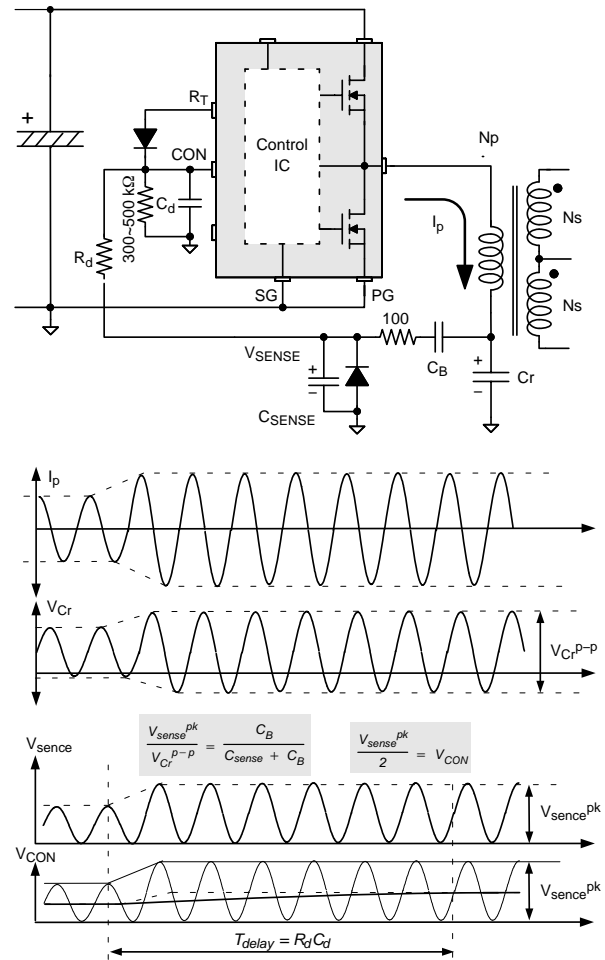 Control
IC
R_T
CON
300~500 kΩ
C_d
R_d
SG
PG
Np
I_p
Ns
Ns
+
V_SENSE
100
C_B
+
−
C_SENSE
+
−
Cr
I_p
V_Cr
V_Cr^p–p
V_sence
V_sense^pk / V_Cr^p−p = C_B / C_sense + C_B
V_sense^pk / 2 = V_CON
V_sence^pk
V_CON
V_sence^pk
T_delay = R_dC_d